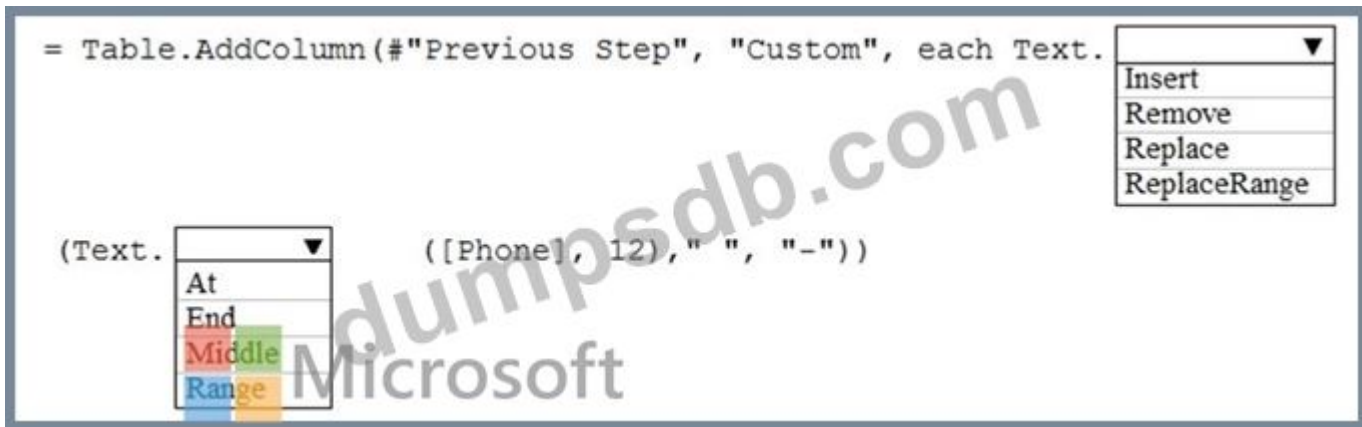 = Table.AddColumn(#"Previous Step", "Custom", each Text.
Insert
Remove
Replace
ReplaceRange
(Text. ([Phone], 12)," ", "-"))
At
End
Middle
Range
dumpsdb.com
Microsoft